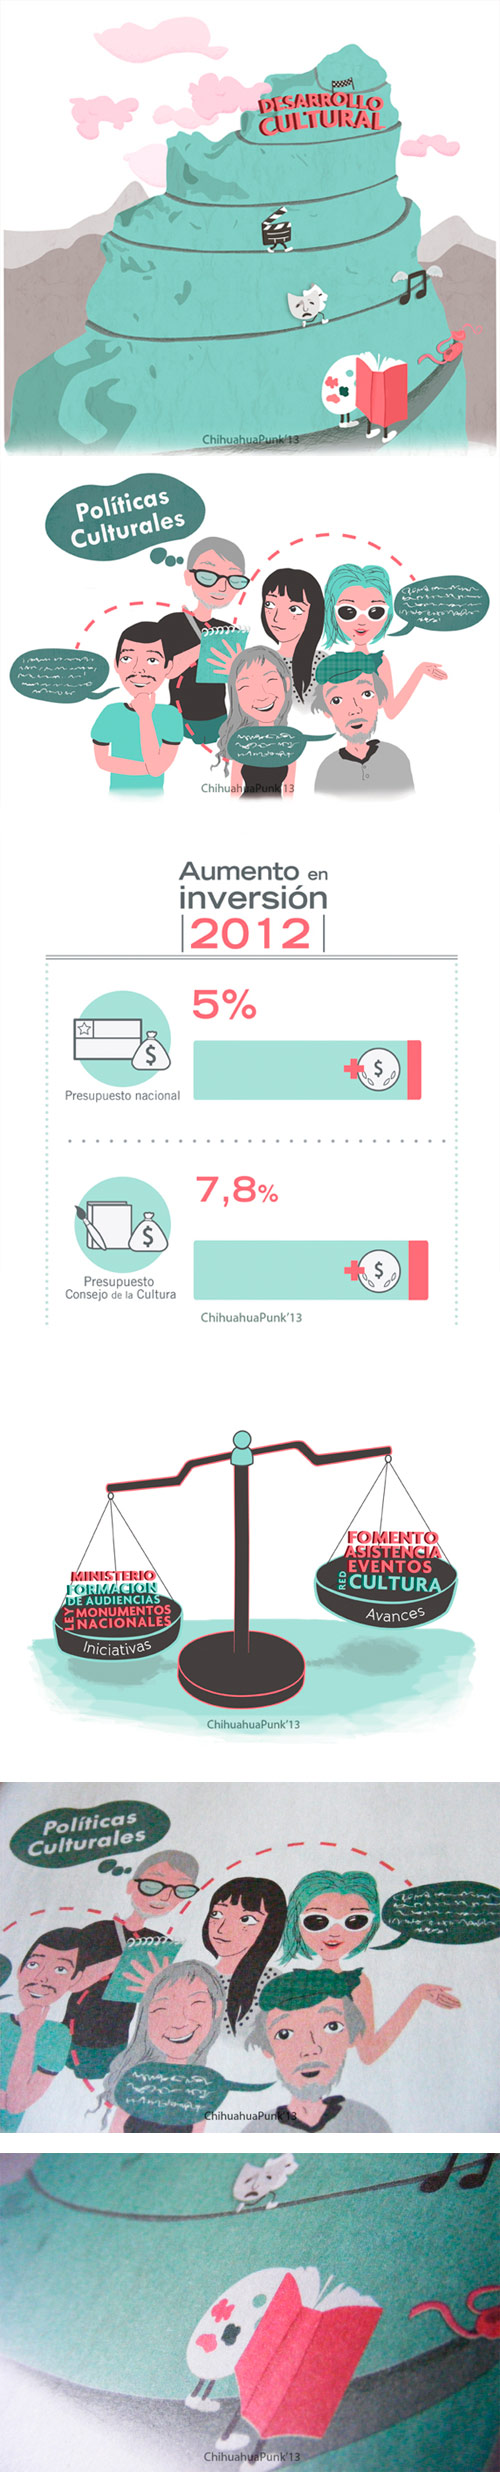 DESARROLLO
CULTURAL
ChihuahuaPunk'13
Políticas
Culturales
ChihuahuaPunk'13
Aumento en
inversión
2012
5%
$
$
Presupuesto nacional
7,8%
$
$
Presupuesto
Consejo de la Cultura
ChihuahuaPunk'13
MINISTERIO
FORMACION
DE AUDIENCIAS
LEY MONUMENTOS
NACIONALES
Iniciativas
FOMENTO
ASISTENCIA
EVENTOS
RED CULTURA
Avances
ChihuahuaPunk'13
Políticas
Culturales
ChihuahuaPunk'13
ChihuahuaPunk'13